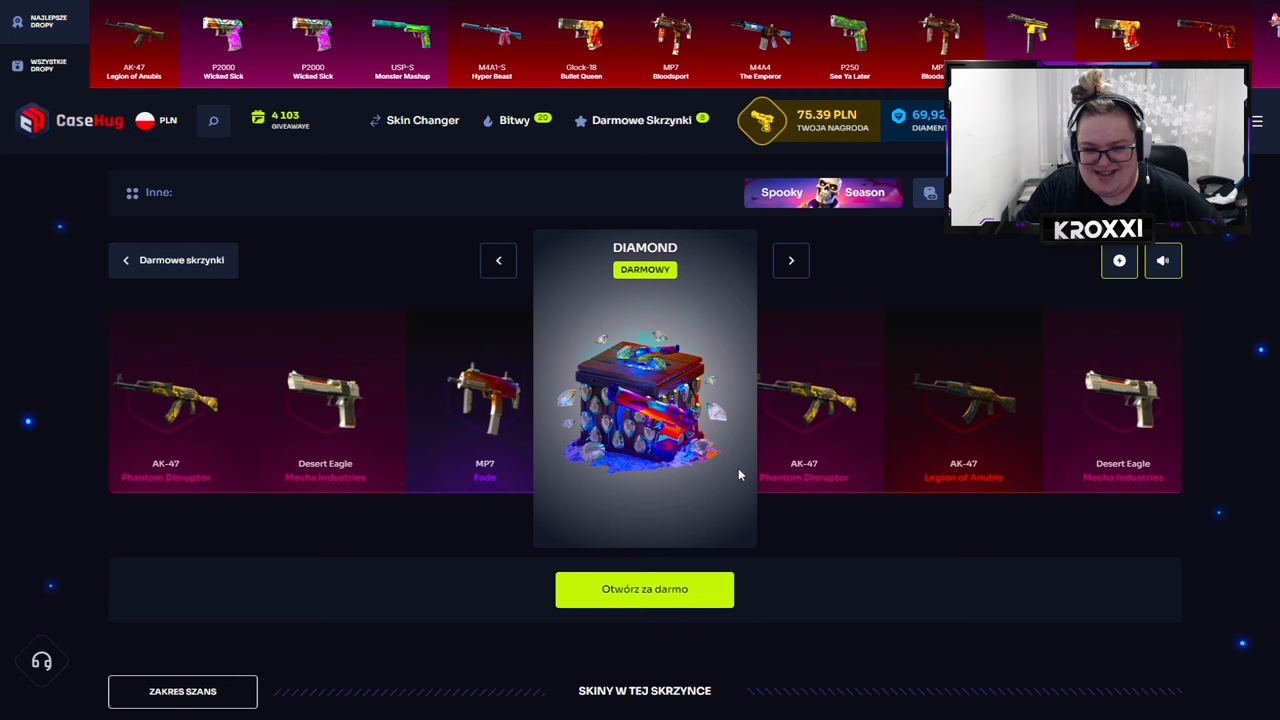 NAJLEPSZE
DROPY
WSZYSTKIE
DROPY
AK-47
Legion of Anubis
P2000
Wicked Sick
P2000
Wicked Sick
USP-S
Monster Mashup
M4A1-S
Hyper Beast
Glock-18
Bullet Queen
MP7
Bloodsport
M4A4
The Emperor
P250
See Ya Later
CaseHug
PLN
4 103
GIVEAWAYE
Skin Changer
Bitwy 20
Darmowe Skrzynki 8
75.39 PLN
TWOJA NAGRODA
69,92
DIAMENT
KROXXI
Inne:
Spooky Season
Darmowe skrzynki
DIAMOND
DARMOWY
AK-47
Phantom Disruptor
Desert Eagle
Mecha Industries
MP7
Fade
AK-47
Phantom Disruptor
AK-47
Legion of Anubis
Desert Eagle
Mecha Industries
Otwórz za darmo
ZAKRES SZANS
SKINY W TEJ SKRZYNCE